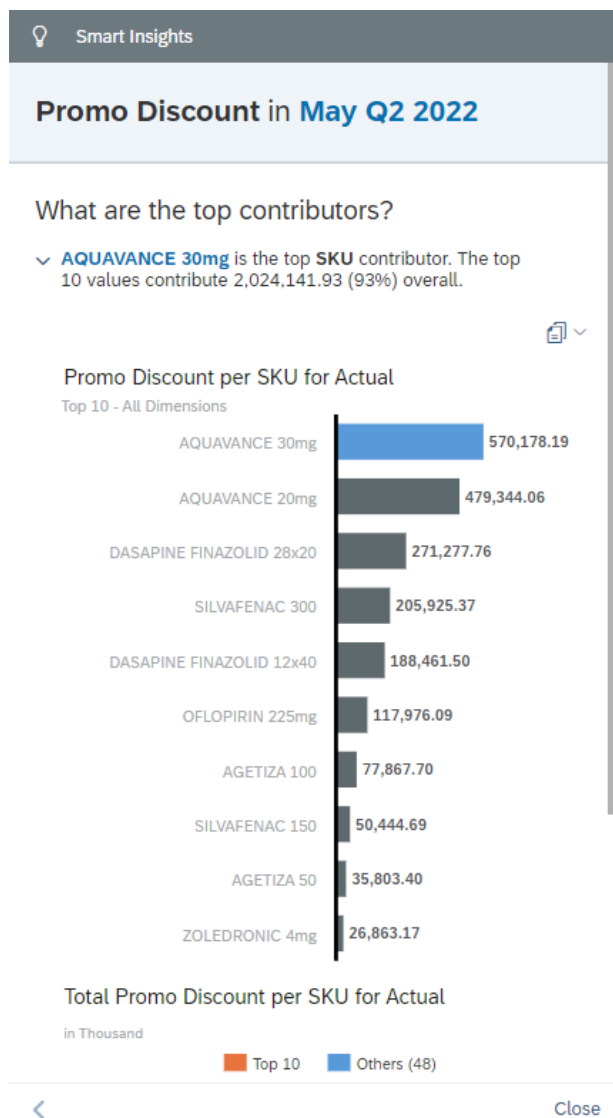 Smart Insights
Promo Discount in May Q2 2022
What are the top contributors?
AQUAVANCE 30mg is the top SKU contributor. The top
10 values contribute 2,024,141.93 (93%) overall.
Promo Discount per SKU for Actual
Top 10 - All Dimensions
AQUAVANCE 30mg 570,178.19
AQUAVANCE 20mg 479,344.06
DASAPINE FINAZOLID 28x20 271,277.76
SILVAFENAC 300 205,925.37
DASAPINE FINAZOLID 12x40 188,461.50
OFLOPIRIN 225mg 117,976.09
AGETIZA 100 77,867.70
SILVAFENAC 150 50,444.69
AGETIZA 50 35,803.40
ZOLEDRONIC 4mg 26,863.17
Total Promo Discount per SKU for Actual
in Thousand
Top 10 Others (48)
Close